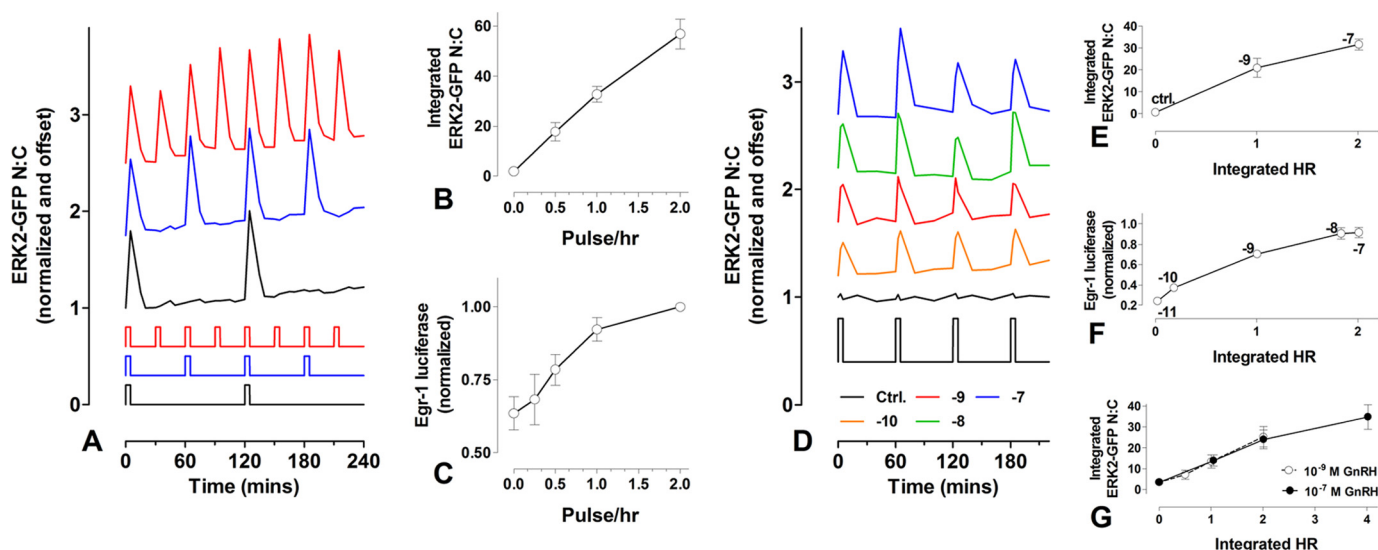 ERK2-GFP N:C
(normalized and offset)
3
2
1
0
A
0 60 120 180 240
Time (mins)
Integrated
ERK2-GFP N:C
60
40
20
0
B
0.0 0.5 1.0 2.0
Pulse/hr
Egr-1 luciferase
(normalized)
1.00
0.75
0.50
C
0.0 0.5 1.0 2.0
Pulse/hr
ERK2-GFP N:C
(normalized and offset)
3
2
1
0
Ctrl. -9 -7
-10 -8
D
0 60 120 180
Time (mins)
Integrated
ERK2-GFP N:C
40
30
20
10
0
ctrl.
-9
-7
E
0 1 2
Integrated HR
Egr-1 luciferase
(normalized)
1.0
0.8
0.6
0.4
0.2
-11
-10
-9
-8
-7
F
0 1 2
Integrated HR
Integrated
ERK2-GFP N:C
40
30
20
10
0
10-9 M GnRH
10-7 M GnRH
G
0 1 2 3 4
Integrated HR